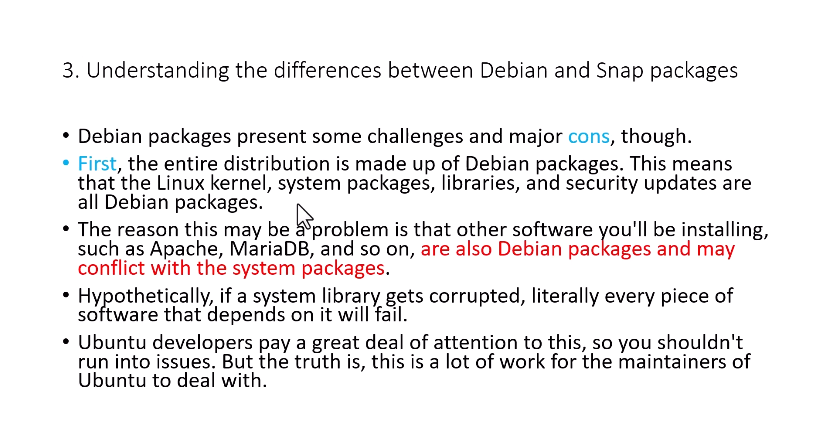 3. Understanding the differences between Debian and Snap packages
• Debian packages present some challenges and major cons, though.
• First, the entire distribution is made up of Debian packages. This means
that the Linux kernel, system packages, libraries, and security updates are
all Debian packages.
• The reason this may be a problem is that other software you'll be installing,
such as Apache, MariaDB, and so on, are also Debian packages and may
conflict with the system packages.
• Hypothetically, if a system library gets corrupted, literally every piece of
software that depends on it will fail.
• Ubuntu developers pay a great deal of attention to this, so you shouldn't
run into issues. But the truth is, this is a lot of work for the maintainers of
Ubuntu to deal with.